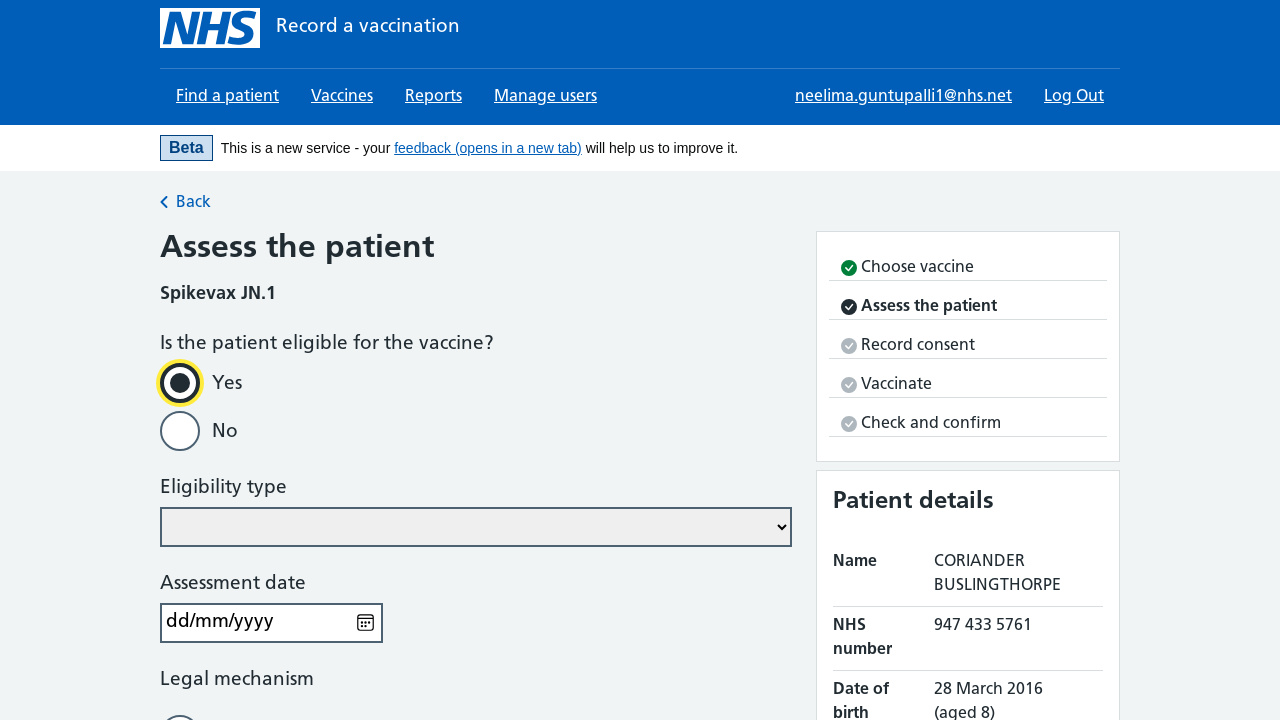 NHS Record a vaccination
Find a patient Vaccines Reports Manage users neelima.guntupalli1@nhs.net Log Out
Beta This is a new service - your feedback (opens in a new tab) will help us to improve it.
Back
Assess the patient
Spikevax JN.1
Is the patient eligible for the vaccine?
Yes
No
Eligibility type
Assessment date
dd/mm/yyyy
Legal mechanism
Choose vaccine
Assess the patient
Record consent
Vaccinate
Check and confirm
Patient details
Name CORIANDER
BUSLINGTHORPE
NHS 947 433 5761
number
Date of 28 March 2016
birth (aged 8)